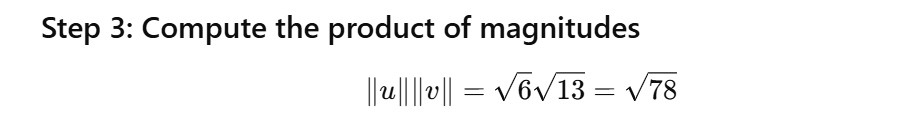 Step 3: Compute the product of magnitudes
‖u‖‖v‖ = √6√13 = √78